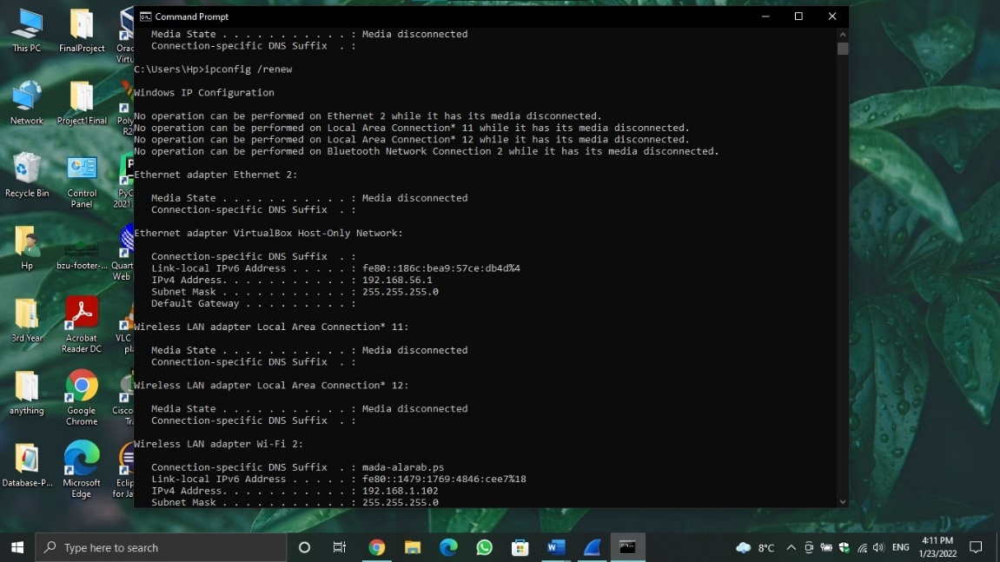 Command Prompt
Media State . . . . . . . . . . . : Media disconnected
Connection-specific DNS Suffix  . :
C:\Users\Hp>ipconfig /renew
Windows IP Configuration
No operation can be performed on Ethernet 2 while it has its media disconnected.
No operation can be performed on Local Area Connection* 11 while it has its media disconnected.
No operation can be performed on Local Area Connection* 12 while it has its media disconnected.
No operation can be performed on Bluetooth Network Connection 2 while it has its media disconnected.
Ethernet adapter Ethernet 2:
Media State . . . . . . . . . . . : Media disconnected
Connection-specific DNS Suffix  . :
Ethernet adapter VirtualBox Host-Only Network:
Connection-specific DNS Suffix  . :
Link-local IPv6 Address . . . . . : fe80::186c:bea9:57ce:db4d%4
IPv4 Address. . . . . . . . . . . : 192.168.56.1
Subnet Mask . . . . . . . . . . . : 255.255.255.0
Default Gateway . . . . . . . . . :
Wireless LAN adapter Local Area Connection* 11:
Media State . . . . . . . . . . . : Media disconnected
Connection-specific DNS Suffix  . :
Wireless LAN adapter Local Area Connection* 12:
Media State . . . . . . . . . . . : Media disconnected
Connection-specific DNS Suffix  . :
Wireless LAN adapter Wi-Fi 2:
Connection-specific DNS Suffix  . : mada-alarab.ps
Link-local IPv6 Address . . . . . : fe80::1479:1769:4846:cee7%18
IPv4 Address. . . . . . . . . . . : 192.168.1.102
Subnet Mask . . . . . . . . . . . : 255.255.255.0
This PC
FinalProject
Orac
Virtu
Network
Project1Final
Poly
R2
Recycle Bin
Control
Panel
PyC
2021
Hp
bzu-footer-...
Quart
Web
3rd Year
Acrobat
Reader DC
VLC
pla
anything
Google
Chrome
Cisco
Tra
Database-P...
Microsoft
Edge
Eclip
for Ja
Type here to search
8°C
ENG
4:11 PM
1/23/2022